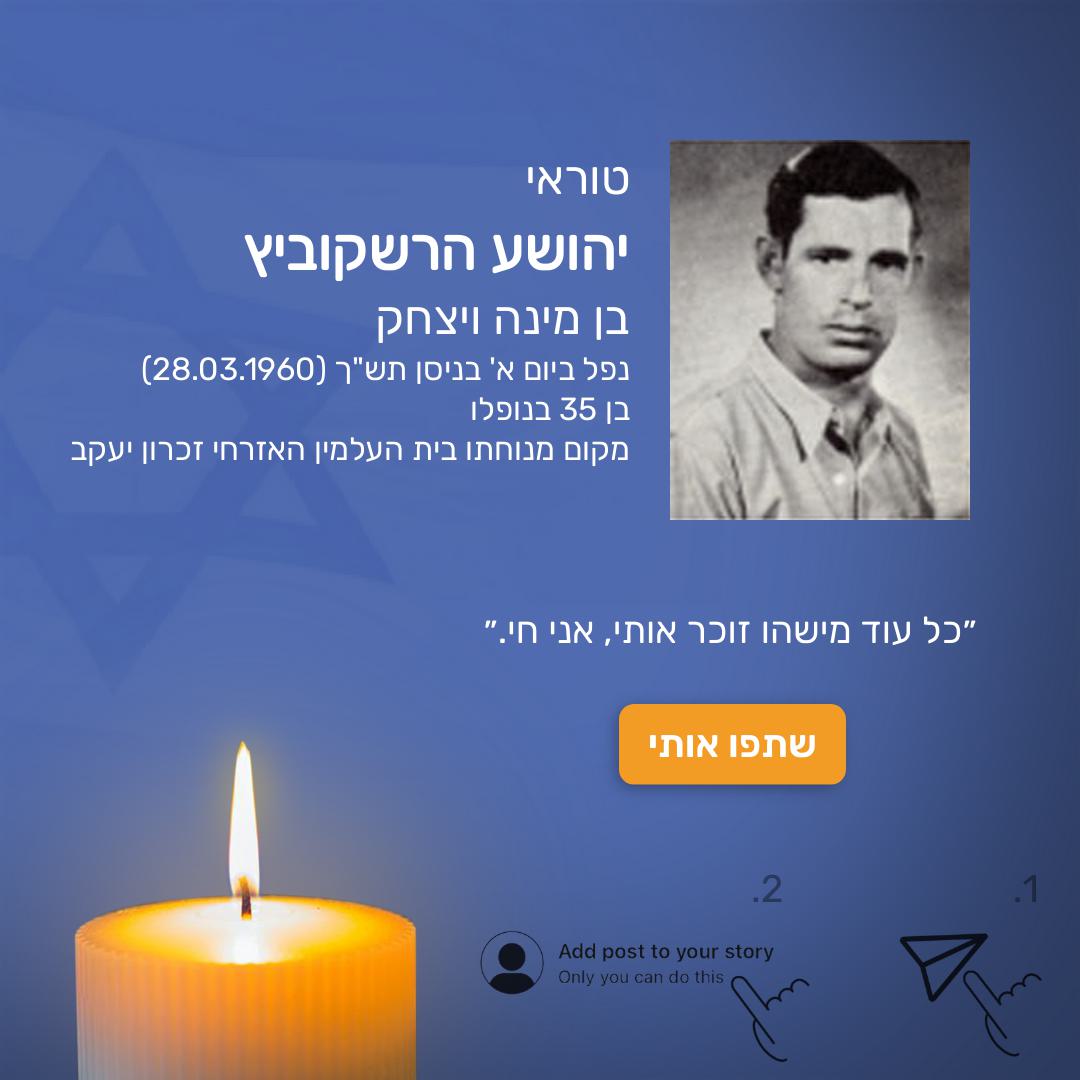 טוראי
יהושע הרשקוביץ
בן מינה ויצחק
נפל ביום א' בניסן תש"ך (28.03.1960)
בן 35 בנופלו
מקום מנוחתו בית העלמין האזרחי זכרון יעקב
״כל עוד מישהו זוכר אותי, אני חי.״
שתפו אותי
.1
.2
Add post to your story
Only you can do this